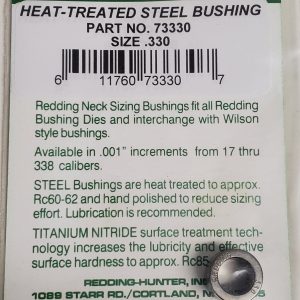 HEAT-TREATED STEEL BUSHING
PART NO. 73330
SIZE .330
6 11760 73330 7
Redding Neck Sizing Bushings fit all Redding
Bushing Dies and interchange with Wilson
style bushings.
Available in .001" increments from 17 thru
338 calibers.
STEEL Bushings are heat treated to approx.
Rc60-62 and hand polished to reduce sizing
effort. Lubrication is recommended.
TITANIUM NITRIDE surface treatment tech-
nology increases the lubricity and effective
surface hardness to approx. Rc85
REDDING-HUNTER, IN
1089 STARR RD./CORTLAND, N